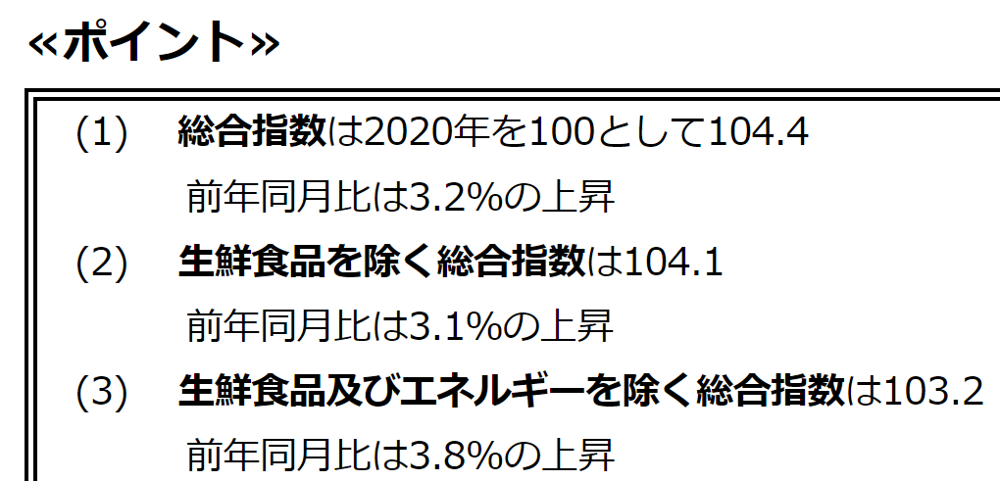 ≪ポイント≫
(1) 総合指数は2020年を100として104.4
前年同月比は3.2%の上昇
(2) 生鮮食品を除く総合指数は104.1
前年同月比は3.1%の上昇
(3) 生鮮食品及びエネルギーを除く総合指数は103.2
前年同月比は3.8%の上昇